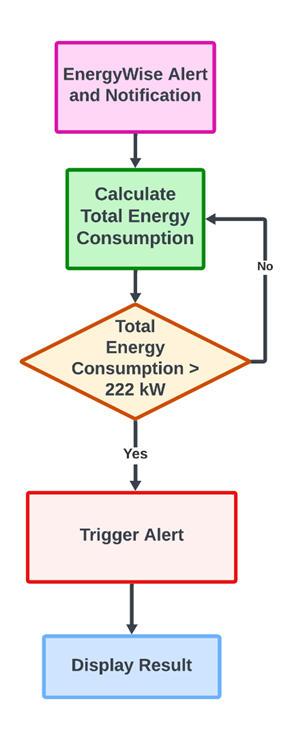 EnergyWise Alert
and Notification
Calculate
Total Energy
Consumption
No
Total
Energy
Consumption >
222 kW
Yes
Trigger Alert
Display Result